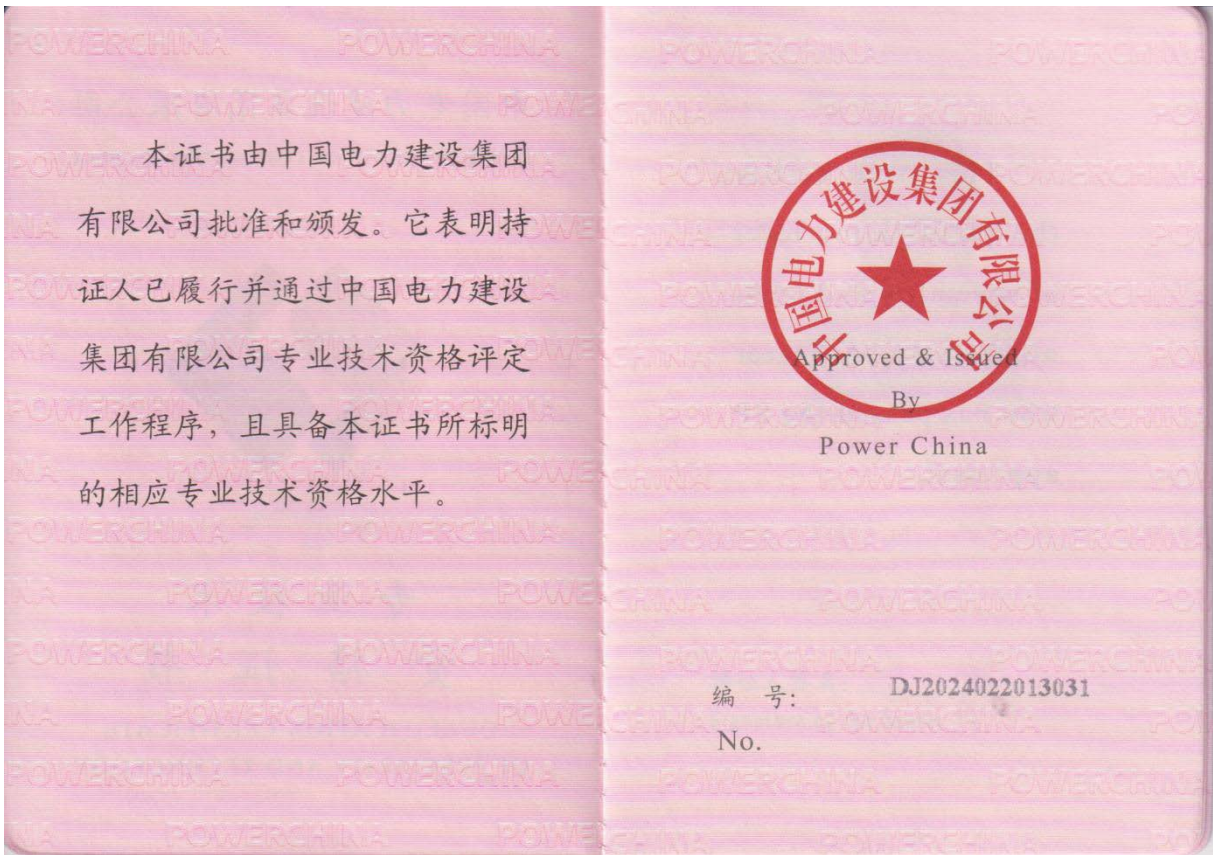 本证书由中国电力建设集团
有限公司批准和颁发。它表明持
证人已履行并通过中国电力建设
集团有限公司专业技术资格评定
工作程序，且具备本证书所标明
的相应专业技术资格水平。
中国电力建设集团有限公司
Approved & Issued
By
Power China
编 号:
DJ2024022013031
No.
POWERCHINA